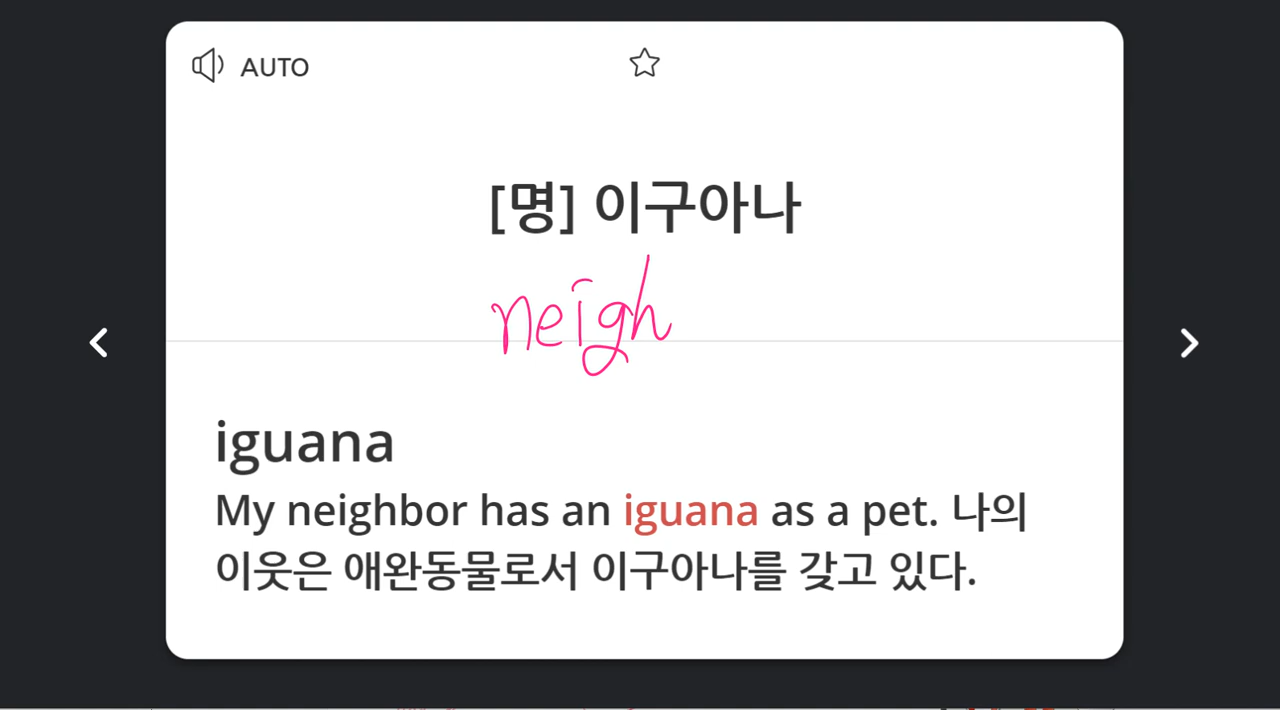 AUTO
[명] 이구아나
neigh
iguana
My neighbor has an iguana as a pet. 나의
이웃은 애완동물로서 이구아나를 갖고 있다.